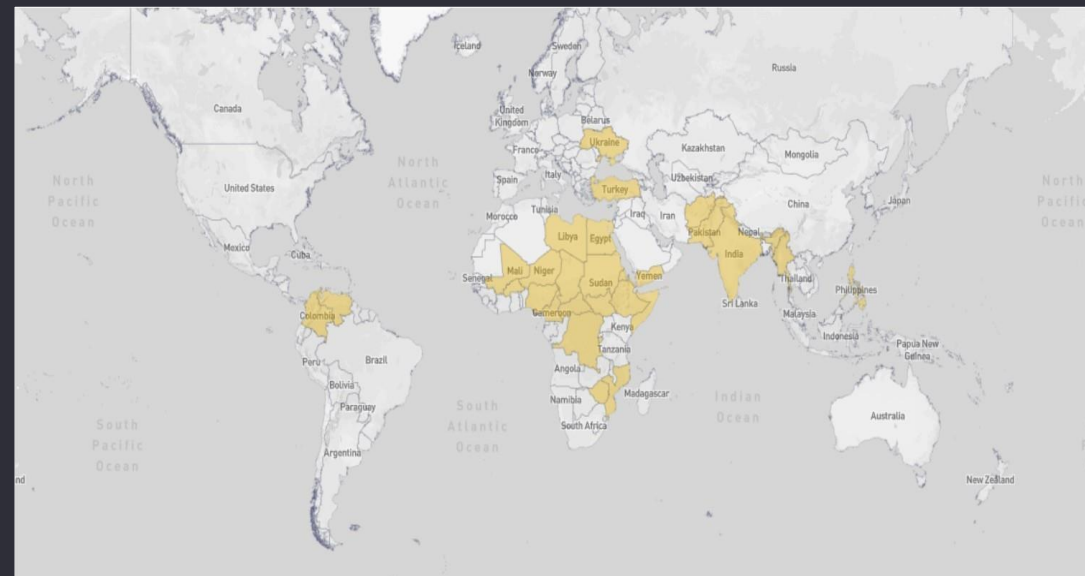 Iceland
Sweden
Norway
Russia
Canada
United
Kingdom
Belarus
Ukraine
France
Kazakhstan
Mongolia
North
Pacific
Ocean
United States
North
Atlantic
Ocean
Spain
Italy
Turkey
Uzbekistan
China
Japan
North
Pacific
Ocean
Morocco
Tunisia
Iraq
Iran
Mexico
Cuba
Libya
Egypt
Pakistan
Nepal
India
Senegal
Mali
Niger
Sudan
Yemen
Thailand
Philippines
Colombia
Cameroon
Sri Lanka
Malaysia
Kenya
Indonesia
Papua New
Guinea
Peru
Brazil
Tanzania
Angola
Bolivia
Namibia
Madagascar
Indian
Ocean
Paraguay
South
Pacific
Ocean
South
Atlantic
Ocean
South Africa
Australia
Argentina
nd
New Zealand